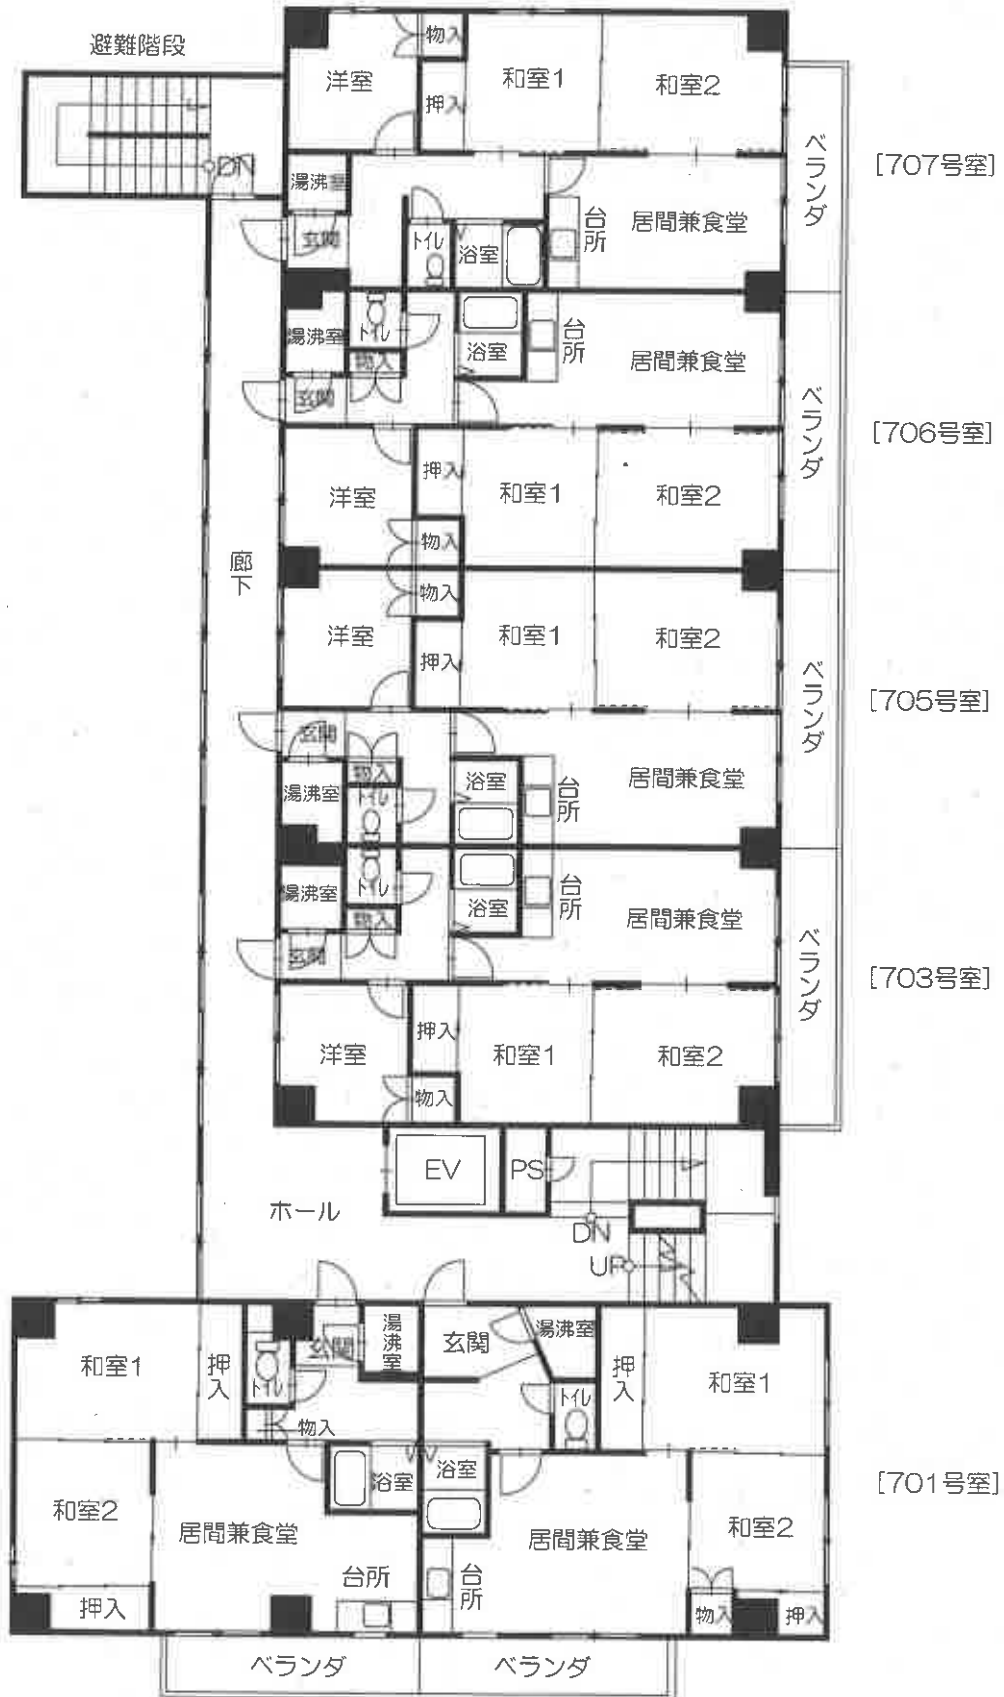 避難階段
DN
洋室
物入
押入
和室1
和室2
ベランダ
[707号室]
湯沸室
玄関
トイレ
浴室
台所
居間兼食堂
湯沸室
トイレ
物入
玄関
浴室
台所
居間兼食堂
ベランダ
[706号室]
洋室
押入
物入
和室1
和室2
廊下
洋室
物入
押入
和室1
和室2
ベランダ
[705号室]
玄関
物入
湯沸室
トイレ
浴室
台所
居間兼食堂
湯沸室
トイレ
物入
玄関
浴室
台所
居間兼食堂
ベランダ
[703号室]
洋室
押入
物入
和室1
和室2
EV
PS
ホール
DN
UP
和室1
押入
トイレ
玄関
湯沸室
物入
浴室
和室2
居間兼食堂
台所
押入
ベランダ
玄関
湯沸室
トイレ
押入
和室1
浴室
[701号室]
居間兼食堂
和室2
台所
物入
押入
ベランダ